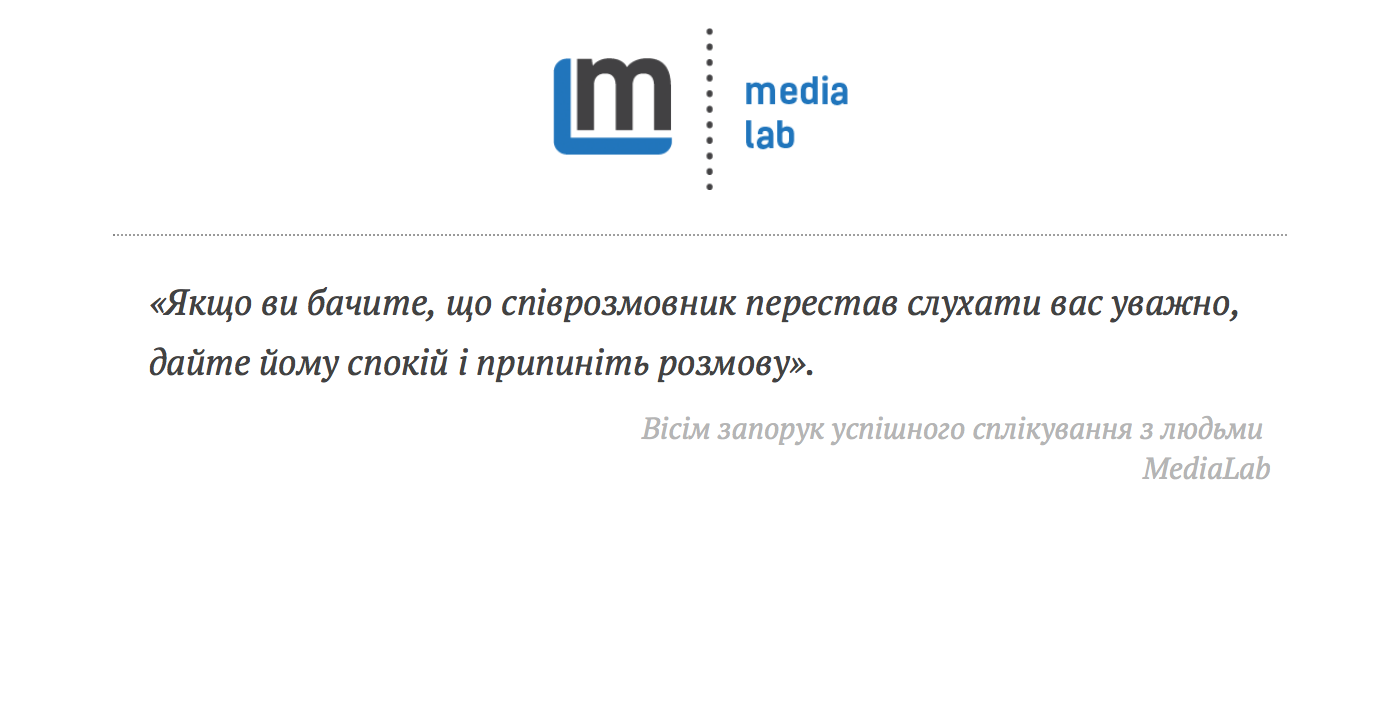 m
media
lab
«Якщо ви бачите, що співрозмовник перестав слухати вас уважно,
дайте йому спокій і припиніть розмову».
Вісім запорук успішного сплікування з людьми
MediaLab